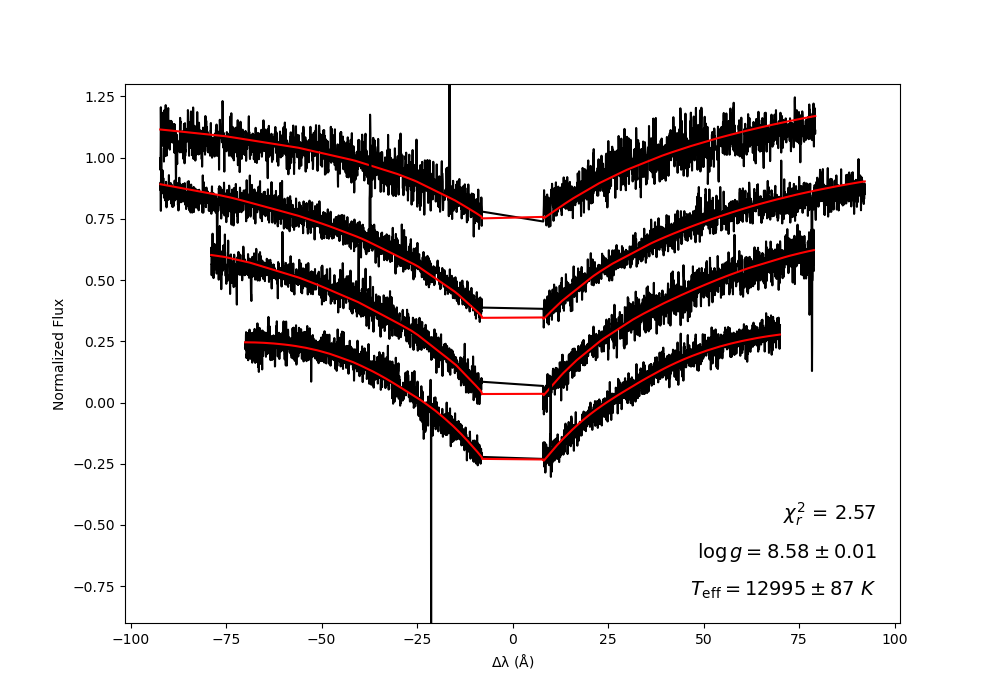 1.25
1.00
0.75
0.50
0.25
0.00
−0.25
−0.50
−0.75
Normalized Flux
χ²ᵣ = 2.57
log g = 8.58 ± 0.01
T_eff = 12995 ± 87 K
−100 −75 −50 −25 0 25 50 75 100
Δλ (Å)